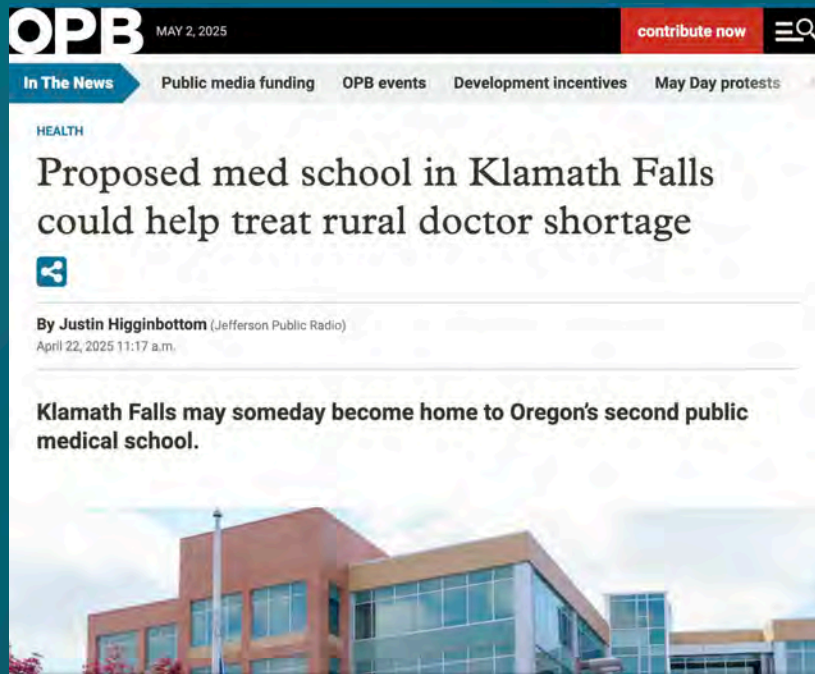 OPB MAY 2, 2025 contribute now
In The News Public media funding OPB events Development incentives May Day protests
HEALTH
Proposed med school in Klamath Falls
could help treat rural doctor shortage
By Justin Higginbottom (Jefferson Public Radio)
April 22, 2025 11:17 a.m.
Klamath Falls may someday become home to Oregon's second public
medical school.